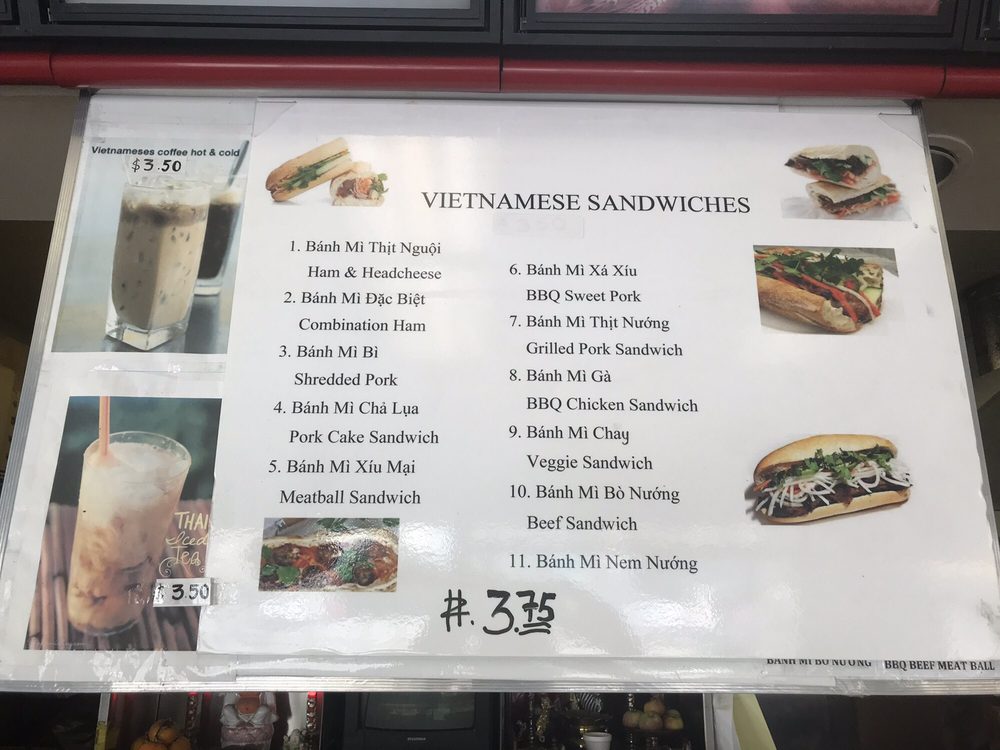 Vietnameses coffee hot & cold
$3.50
VIETNAMESE SANDWICHES
1. Bánh Mì Thịt Nguội
Ham & Headcheese
2. Bánh Mì Đặc Biệt
Combination Ham
3. Bánh Mì Bì
Shredded Pork
4. Bánh Mì Chả Lụa
Pork Cake Sandwich
5. Bánh Mì Xíu Mại
Meatball Sandwich
6. Bánh Mì Xá Xíu
BBQ Sweet Pork
7. Bánh Mì Thịt Nướng
Grilled Pork Sandwich
8. Bánh Mì Gà
BBQ Chicken Sandwich
9. Bánh Mì Chay
Veggie Sandwich
10. Bánh Mì Bò Nướng
Beef Sandwich
11. Bánh Mì Nem Nướng
#. 3.75
THAI
Iced
Tea
$ 3.50
BANH MI BO NUONG
BBQ BEEF MEAT BALL
SYLVANIA